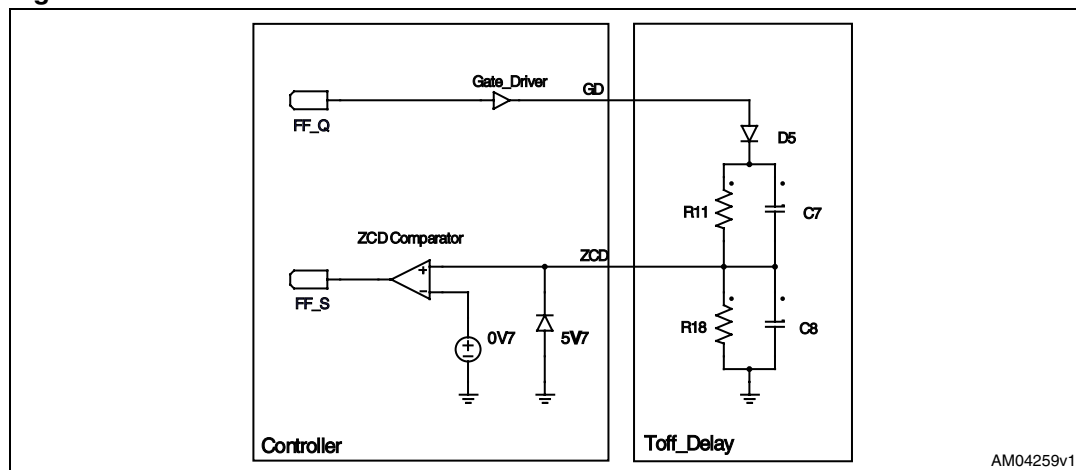 Gate_Driver
GD
FF_Q
D5
R11
C7
ZCD Comparator
ZCD
+
-
FF_S
0V7
+
-
5V7
R18
C8
Controller
Toff_Delay
AM04259v1